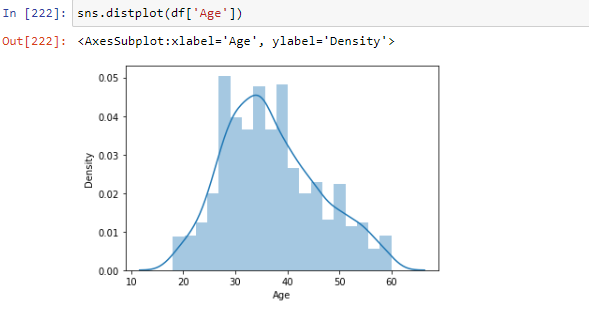 In [222]: sns.distplot(df['Age'])
Out[222]: <AxesSubplot:xlabel='Age', ylabel='Density'>
0.05
0.04
0.03
0.02
0.01
0.00
Density
10 20 30 40 50 60
Age